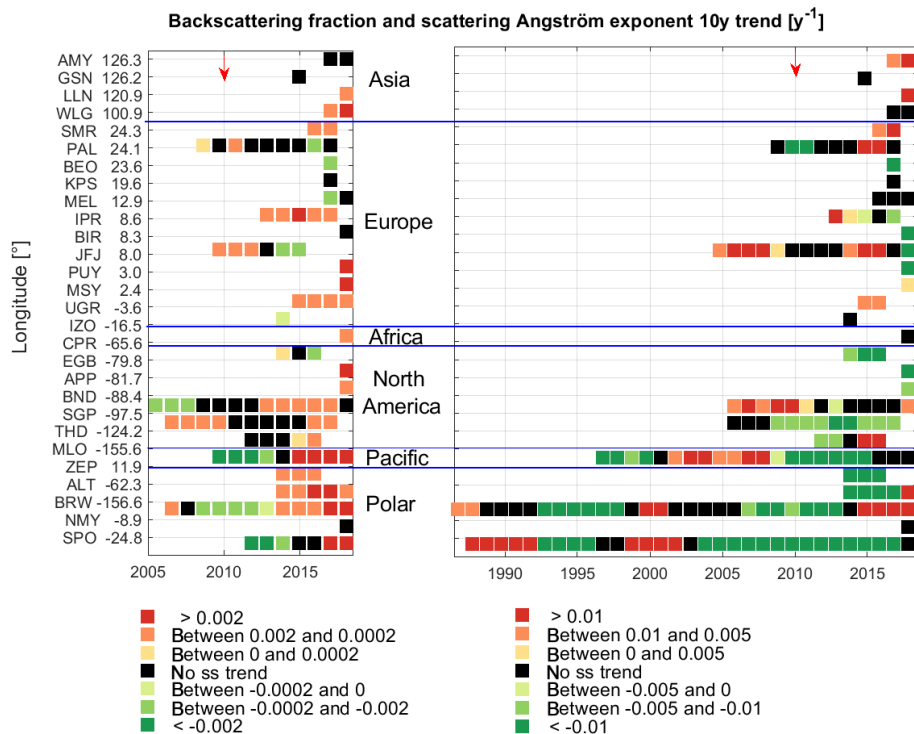 Backscattering fraction and scattering Angström exponent 10y trend [y⁻¹]
Longitude [°]
AMY 126.3
GSN 126.2
LLN 120.9
WLG 100.9
SMR 24.3
PAL 24.1
BEO 23.6
KPS 19.6
MEL 12.9
IPR 8.6
BIR 8.3
JFJ 8.0
PUY 3.0
MSY 2.4
UGR -3.6
IZO -16.5
CPR -65.6
EGB -79.8
APP -81.7
BND -88.4
SGP -97.5
THD -124.2
MLO -155.6
ZEP 11.9
ALT -62.3
BRW -156.6
NMY -8.9
SPO -24.8
Asia
Europe
Africa
North
America
Pacific
Polar
2005 2010 2015
1990 1995 2000 2005 2010 2015
> 0.002
Between 0.002 and 0.0002
Between 0 and 0.0002
No ss trend
Between -0.0002 and 0
Between -0.0002 and -0.002
< -0.002
> 0.01
Between 0.01 and 0.005
Between 0 and 0.005
No ss trend
Between -0.005 and 0
Between -0.005 and -0.01
< -0.01